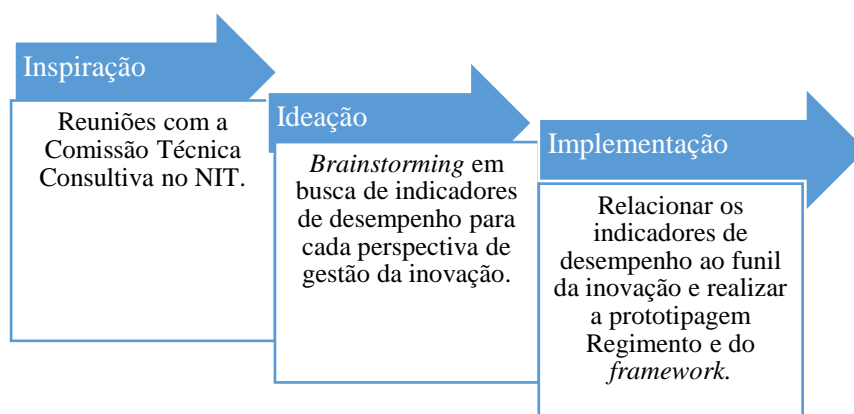 Inspiração
Reuniões com a
Comissão Técnica
Consultiva no NIT.
Ideação
Brainstorming em
busca de indicadores
de desempenho para
cada perspectiva de
gestão da inovação.
Implementação
Relacionar os
indicadores de
desempenho ao funil
da inovação e realizar
a prototipagem
Regimento e do
framework.